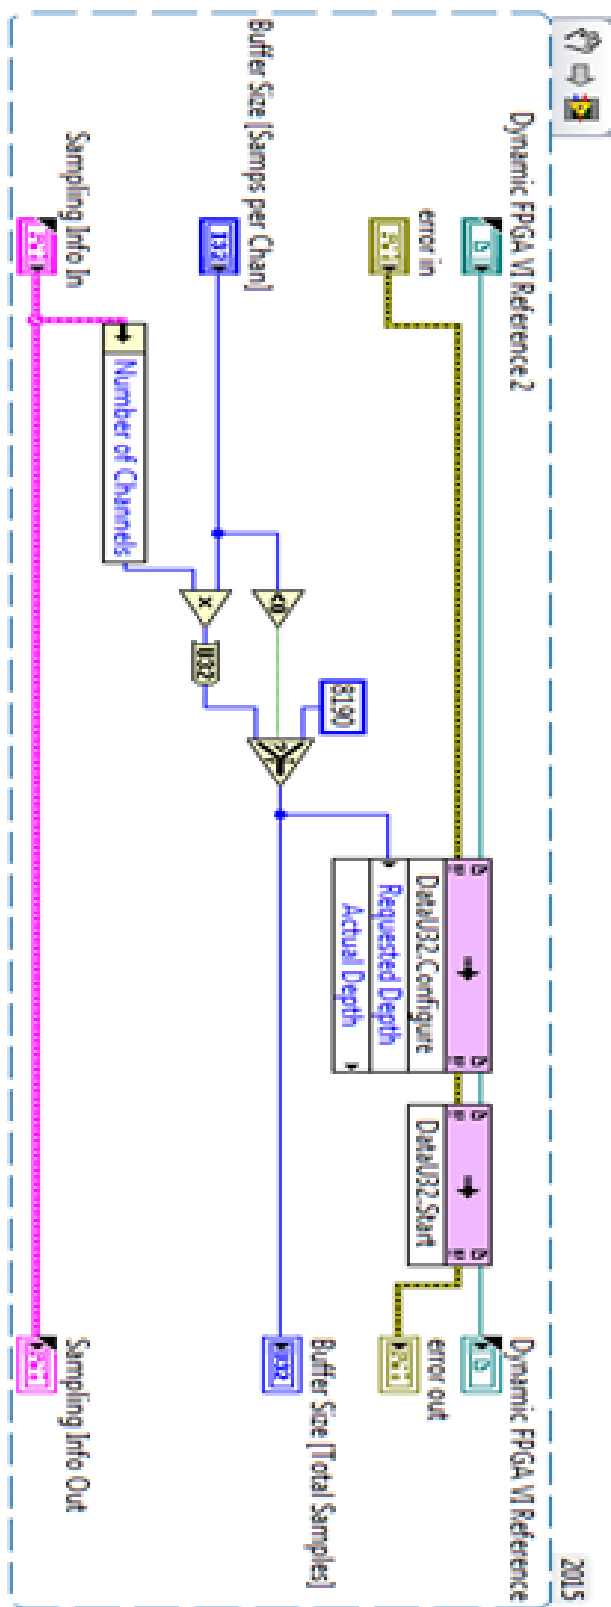 2015
Dynamic FPGA VI Reference 2
Dynamic FPGA VI Reference
error in
error out
DataU32.Configure
Requested Depth
Actual Depth
DataU32.Start
8190
<0
Buffer Size [Samps per Chan]
I32
x
U32
Buffer Size [Total Samples]
U32
Number of Channels
Sampling Info In
Sampling Info Out